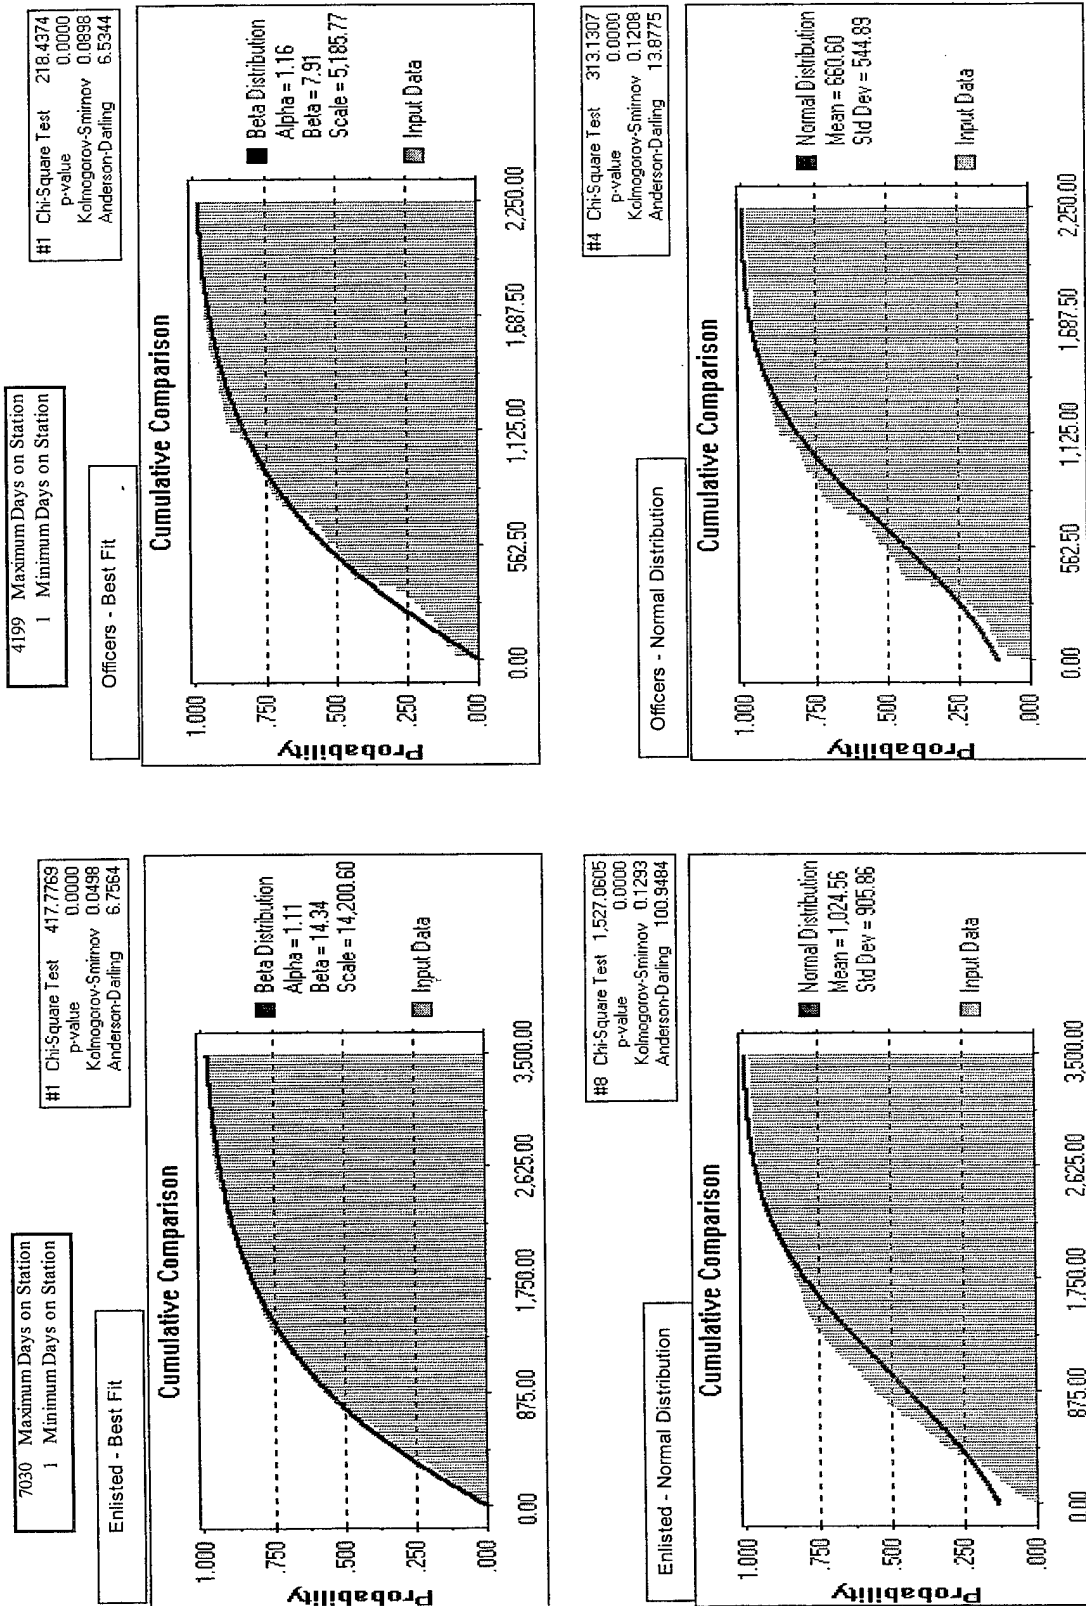 7030 Maximum Days on Station
1 Minimum Days on Station
Enlisted - Best Fit
#1 Chi-Square Test 417.7769
p-value 0.0000
Kolmogorov-Smirnov 0.0498
Anderson-Darling 6.7564
Cumulative Comparison
Probability
1.000
.750
.500
.250
.000
0.00
875.00
1,750.00
2,625.00
3,500.00
Beta Distribution
Alpha = 1.11
Beta = 14.34
Scale = 14,200.60
Input Data
4199 Maximum Days on Station
1 Minimum Days on Station
Officers - Best Fit
#1 Chi-Square Test 218.4374
p-value 0.0000
Kolmogorov-Smirnov 0.0898
Anderson-Darling 6.5344
Cumulative Comparison
Probability
1.000
.750
.500
.250
.000
0.00
562.50
1,125.00
1,687.50
2,250.00
Beta Distribution
Alpha = 1.16
Beta = 7.91
Scale = 5,185.77
Input Data
Enlisted - Normal Distribution
#8 Chi-Square Test 1,527.0605
p-value 0.0000
Kolmogorov-Smirnov 0.1293
Anderson-Darling 100.9484
Cumulative Comparison
Probability
1.000
.750
.500
.250
.000
0.00
875.00
1,750.00
2,625.00
3,500.00
Normal Distribution
Mean = 1,024.56
Std Dev = 905.86
Input Data
Officers - Normal Distribution
#4 Chi-Square Test 313.1307
p-value 0.0000
Kolmogorov-Smirnov 0.1208
Anderson-Darling 13.8775
Cumulative Comparison
Probability
1.000
.750
.500
.250
.000
0.00
562.50
1,125.00
1,687.50
2,250.00
Normal Distribution
Mean = 660.60
Std Dev = 544.89
Input Data